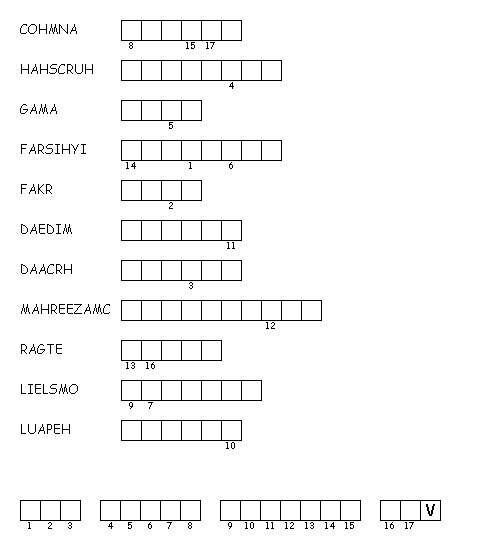 COHMNA
8 15 17
HAHSCRUH
4
GAMA
5
FARSIHYI
14 1 6
FAKR
2
DAEDIM
11
DAACRH
3
MAHREEZAMC
12
RAGTE
13 16
LIELSMO
9 7
LUAPEH
10
V
1 2 3 4 5 6 7 8 9 10 11 12 13 14 15 16 17